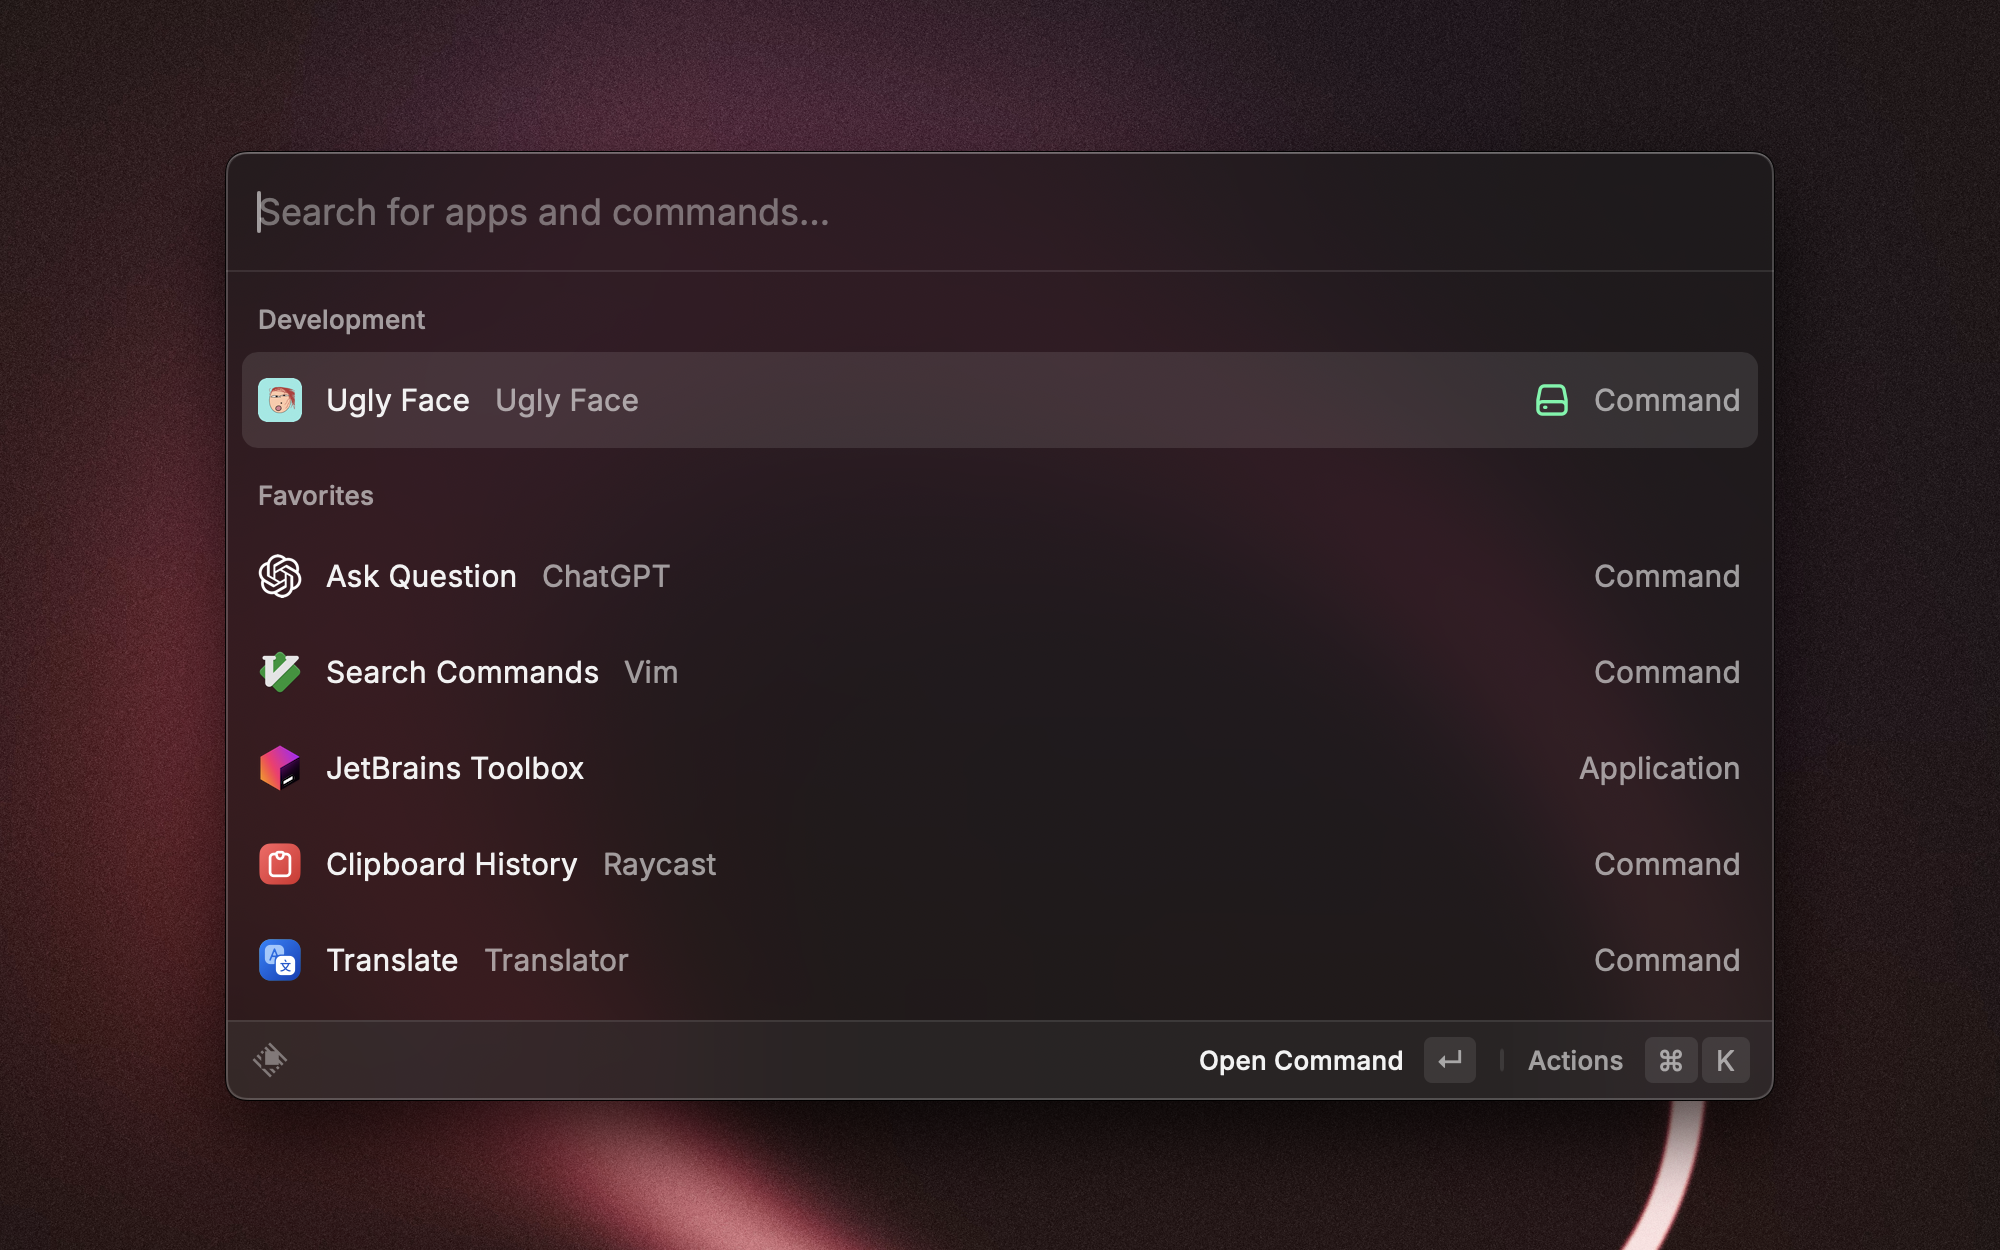 Search for apps and commands...
Development
Ugly Face Ugly Face Command
Favorites
Ask Question ChatGPT Command
Search Commands Vim Command
JetBrains Toolbox Application
Clipboard History Raycast Command
Translate Translator Command
Open Command ↵ Actions ⌘ K